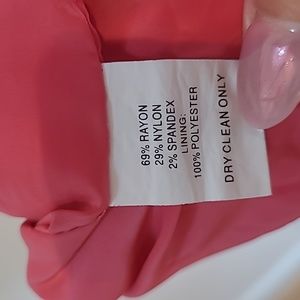 69% RAYON
29% NYLON
2% SPANDEX
LINING:
100% POLYESTER
DRY CLEAN ONLY